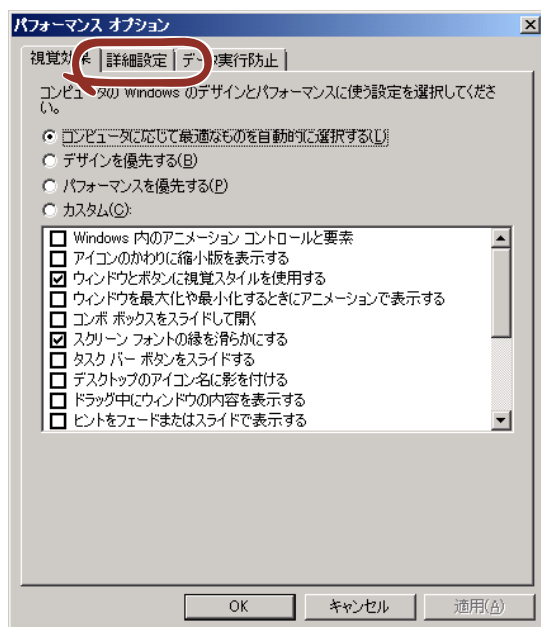 パフォーマンス オプション
視覚効果 詳細設定 データ実行防止
コンピュータの Windows のデザインとパフォーマンスに使う設定を選択してくださ
い。
コンピュータに応じて最適なものを自動的に選択する(L)
デザインを優先する(B)
パフォーマンスを優先する(P)
カスタム(C):
Windows 内のアニメーション コントロールと要素
アイコンのかわりに縮小版を表示する
ウィンドウとボタンに視覚スタイルを使用する
ウィンドウを最大化や最小化するときにアニメーションで表示する
コンボ ボックスをスライドして開く
スクリーン フォントの縁を滑らかにする
タスク バー ボタンをスライドする
デスクトップのアイコン名に影を付ける
ドラッグ中にウィンドウの内容を表示する
ヒントをフェードまたはスライドで表示する
OK キャンセル 適用(A)